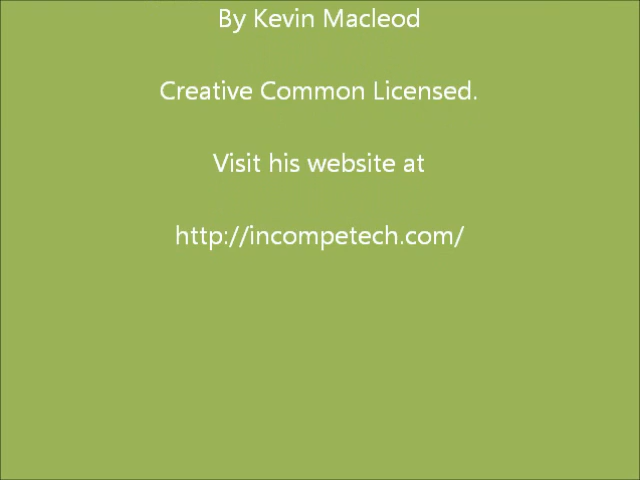 By Kevin Macleod
Creative Common Licensed.
Visit his website at
http://incompetech.com/